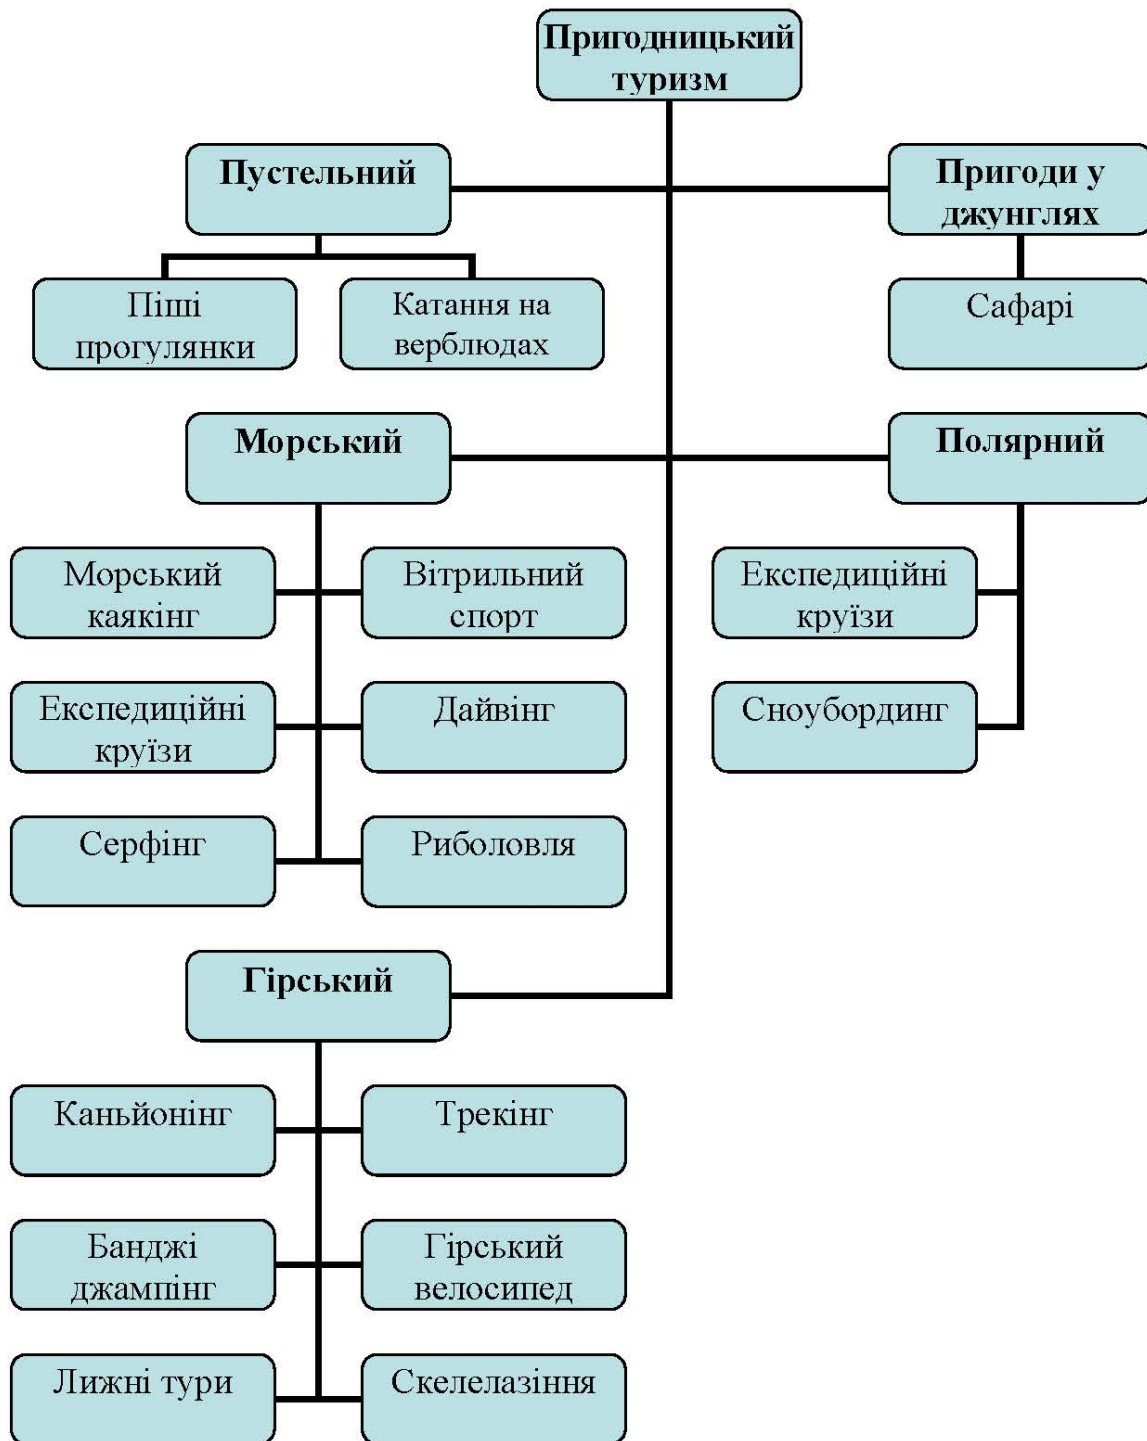 Пригодницький
туризм
Пустельний
Пригоди у
джунглях
Піші
прогулянки
Катання на
верблюдах
Сафарі
Морський
Полярний
Морський
каякінг
Вітрильний
спорт
Експедиційні
круїзи
Експедиційні
круїзи
Дайвінг
Сноубординг
Серфінг
Риболовля
Гірський
Каньйонінг
Трекінг
Банджі
джампінг
Гірський
велосипед
Лижні тури
Скелелазіння